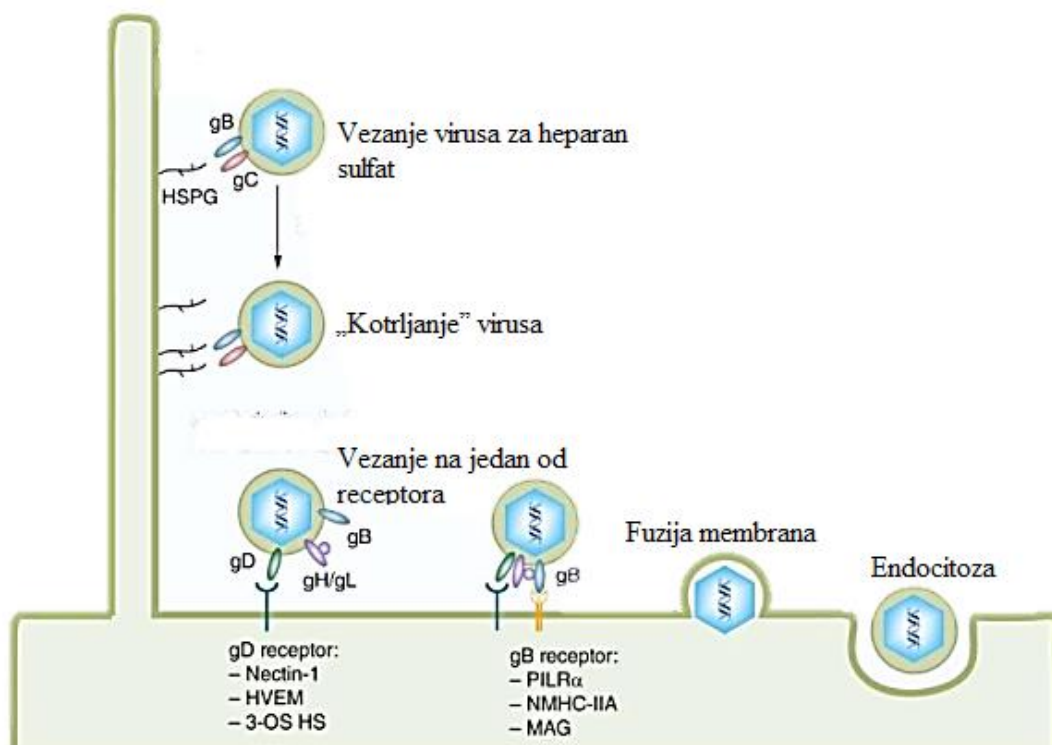 gB
Vezanje virusa za heparan
sulfat
HSPG
gC
„Kotrljanje” virusa
Vezanje na jedan od
receptora
gD
gH/gL
gB
gB
Fuzija membrana
Endocitoza
gD receptor:
– Nectin-1
– HVEM
– 3-OS HS
gB receptor:
– PILRα
– NMHC-IIA
– MAG